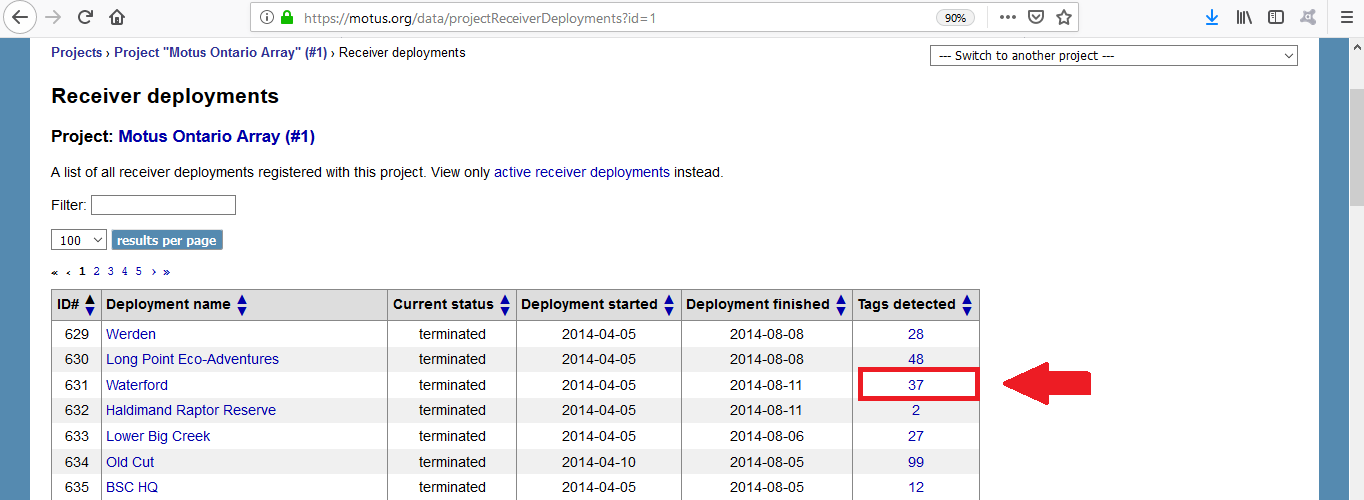 https://motus.org/data/projectReceiverDeployments?id=1 90%
Projects › Project "Motus Ontario Array" (#1) › Receiver deployments --- Switch to another project ---
Receiver deployments
Project: Motus Ontario Array (#1)
A list of all receiver deployments registered with this project. View only active receiver deployments instead.
Filter:
100 results per page
« ‹ 1 2 3 4 5 › »
ID# Deployment name Current status Deployment started Deployment finished Tags detected
629 Werden terminated 2014-04-05 2014-08-08 28
630 Long Point Eco-Adventures terminated 2014-04-05 2014-08-08 48
631 Waterford terminated 2014-04-05 2014-08-11 37
632 Haldimand Raptor Reserve terminated 2014-04-05 2014-08-11 2
633 Lower Big Creek terminated 2014-04-05 2014-08-06 27
634 Old Cut terminated 2014-04-10 2014-08-05 99
635 BSC HQ terminated 2014-04-05 2014-08-05 12